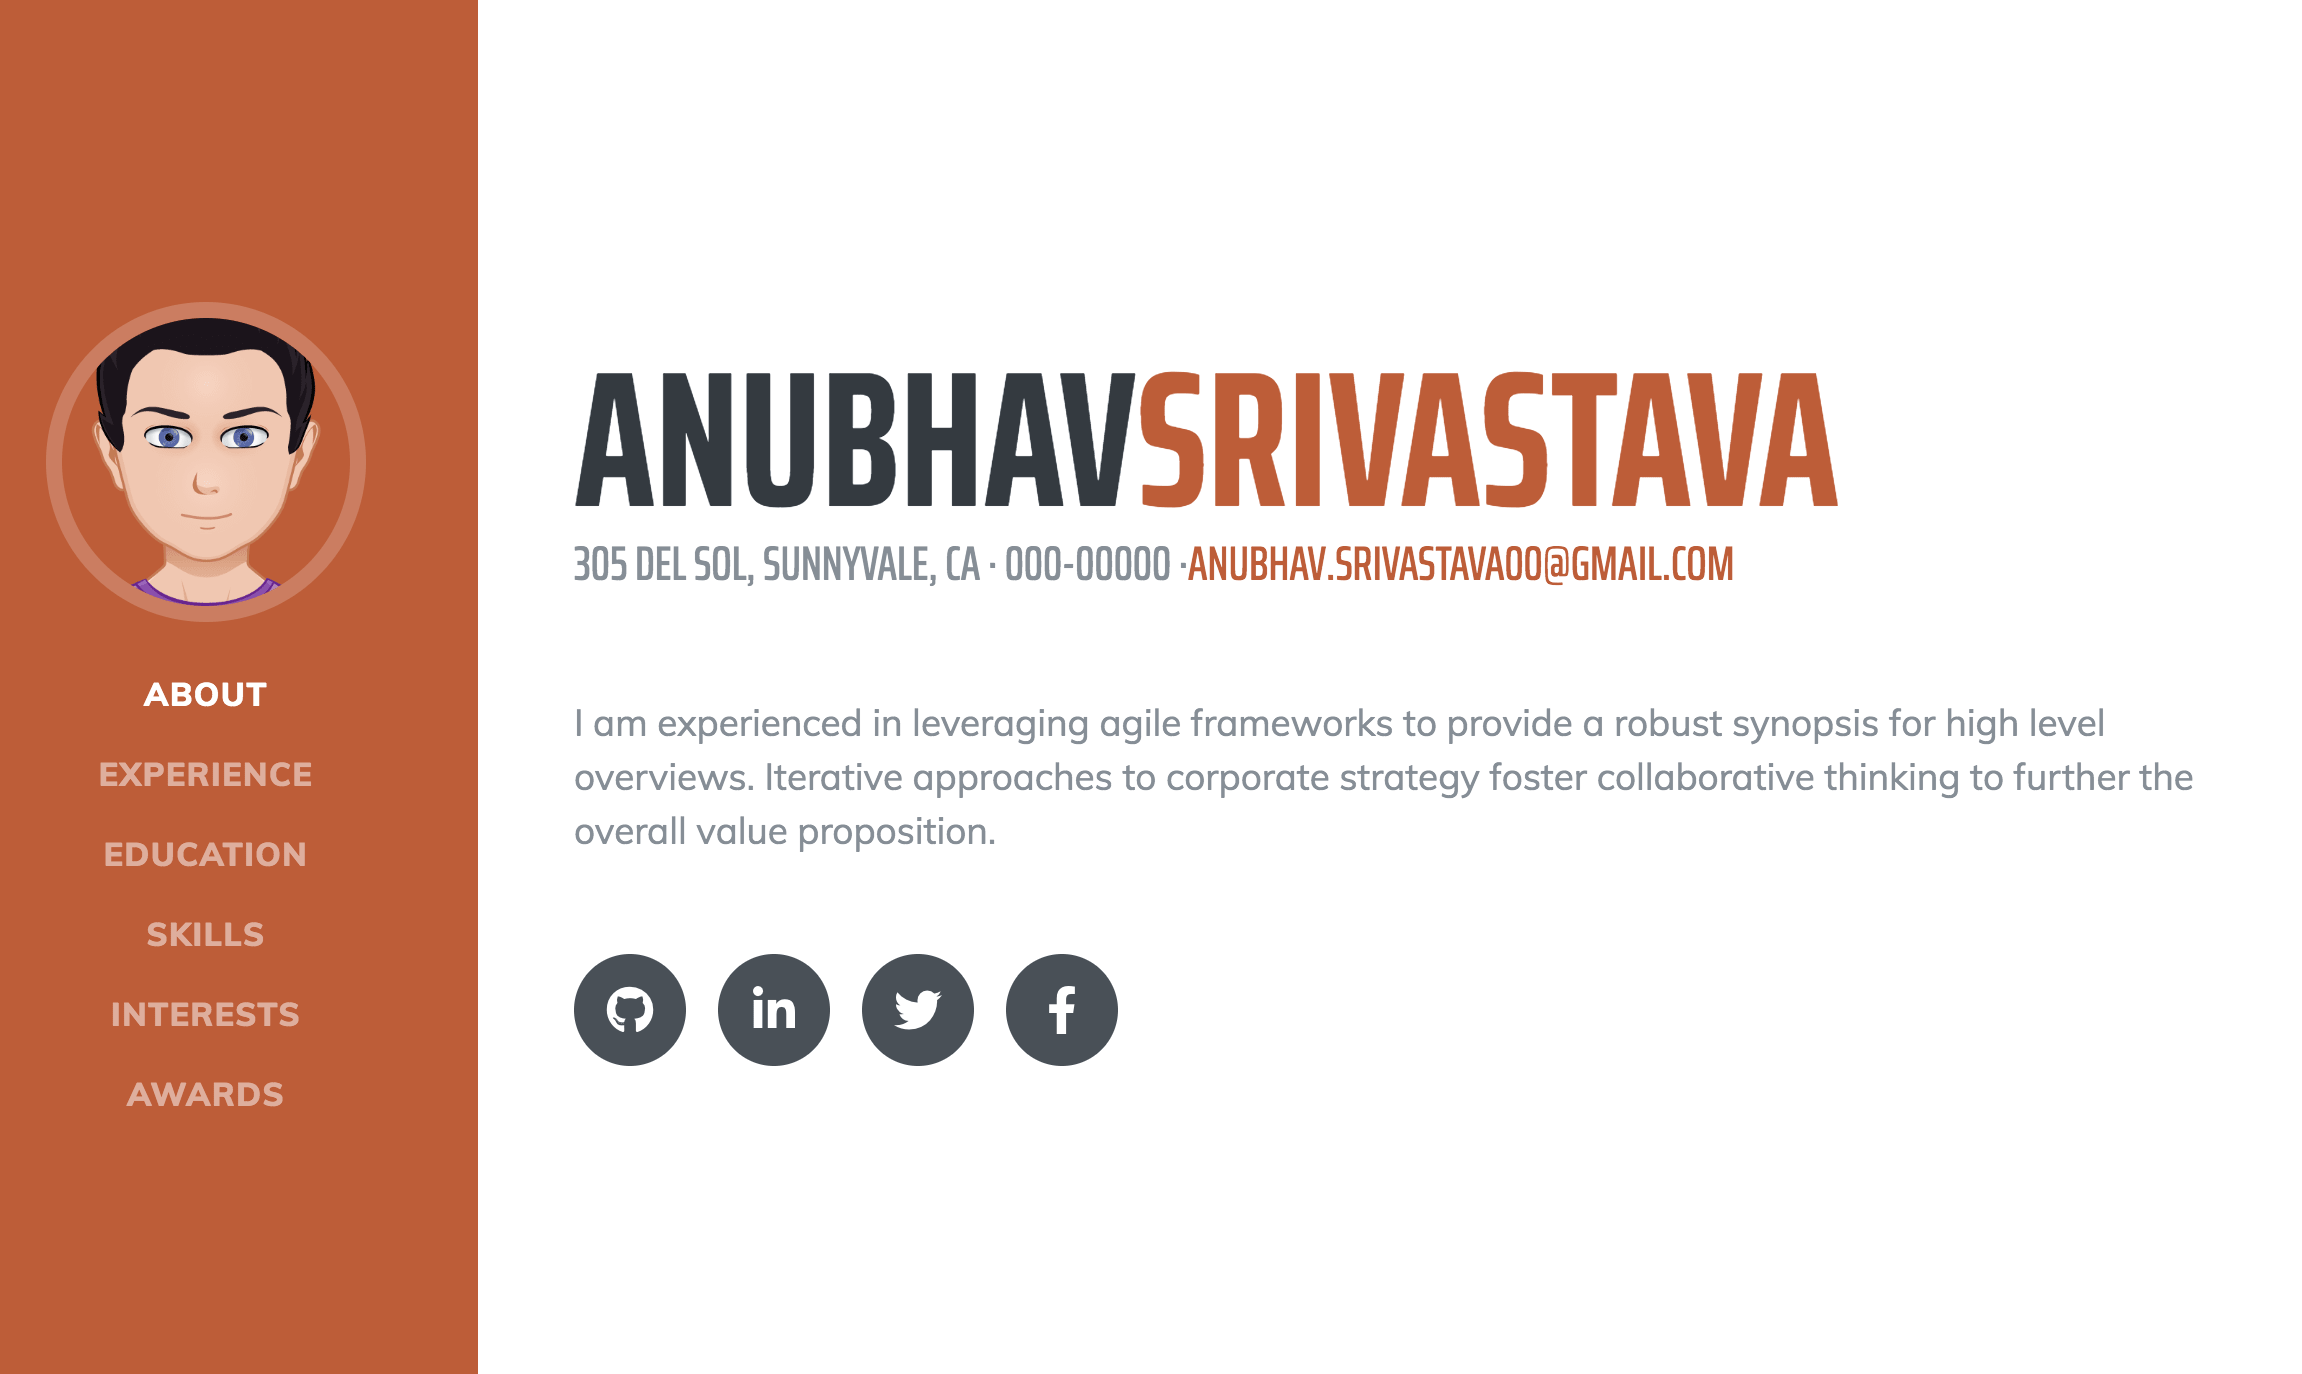 ABOUT
EXPERIENCE
EDUCATION
SKILLS
INTERESTS
AWARDS
ANUBHAVSRIVASTAVA
305 DEL SOL, SUNNYVALE, CA · 000-00000 ·ANUBHAV.SRIVASTAVA00@GMAIL.COM
I am experienced in leveraging agile frameworks to provide a robust synopsis for high level
overviews. Iterative approaches to corporate strategy foster collaborative thinking to further the
overall value proposition.